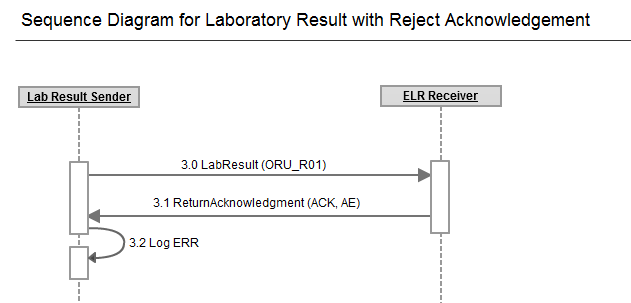 Sequence Diagram for Laboratory Result with Reject Acknowledgement
Lab Result Sender
ELR Receiver
3.0 LabResult (ORU_R01)
3.1 ReturnAcknowledgment (ACK, AE)
3.2 Log ERR